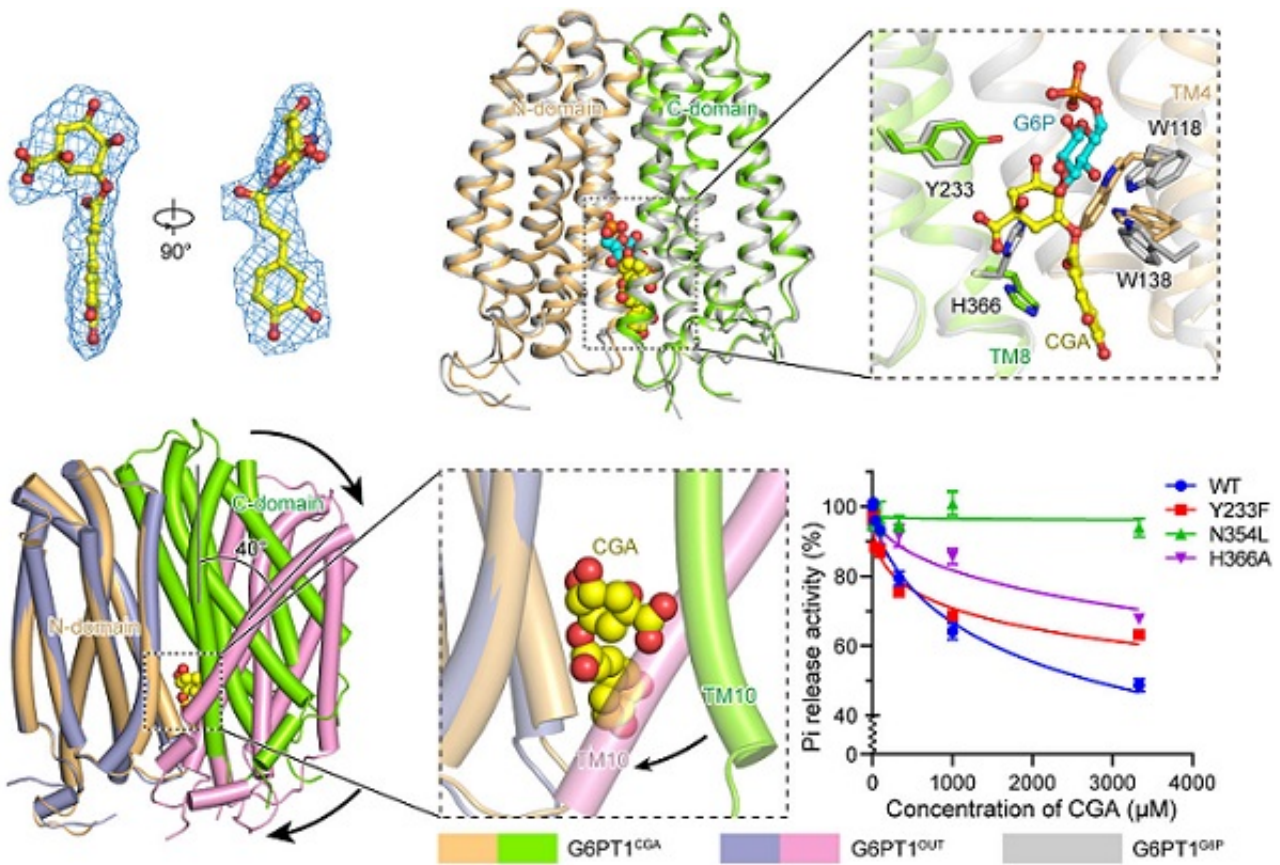 90°
N-domain
C-domain
G6P
TM4
W118
Y233
W138
H366
CGA
TM8
C-domain
40°
N-domain
CGA
TM10
TM10
Pi release activity (%)
100
80
60
40
0
0
1000
2000
3000
4000
Concentration of CGA (μM)
WT
Y233F
N354L
H366A
G6PT1ᶜᴳᴬ
G6PT1ᴼᵁᵀ
G6PT1ᴳ⁶ᴾ